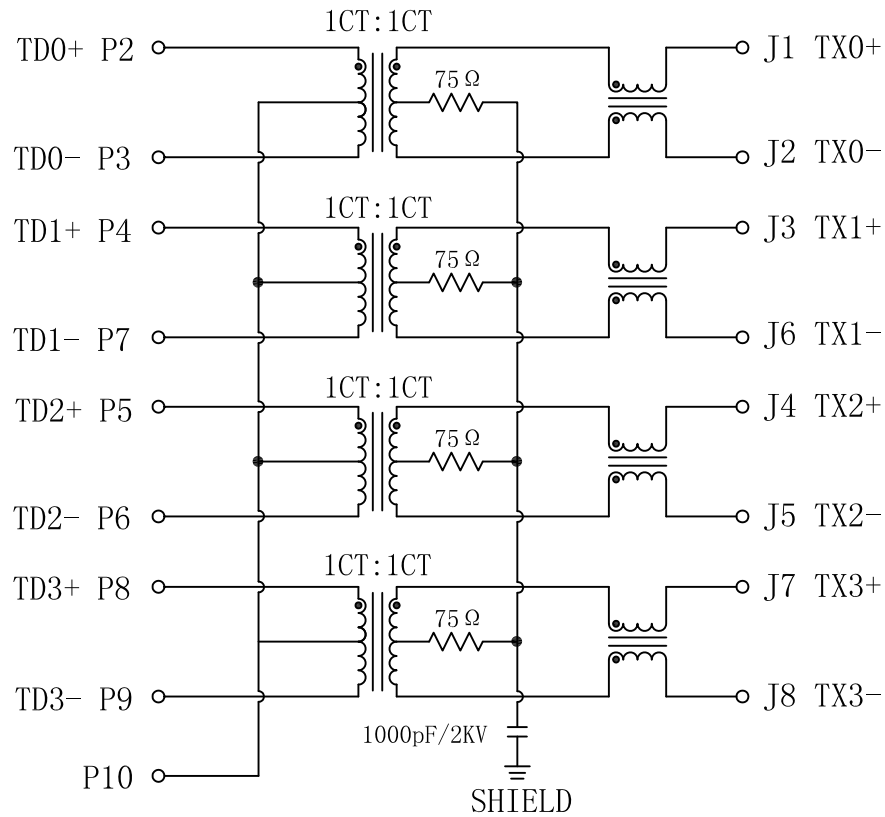 1CT:1CT
TD0+ P2
J1 TX0+
75Ω
TD0- P3
J2 TX0-
1CT:1CT
TD1+ P4
J3 TX1+
75Ω
TD1- P7
J6 TX1-
1CT:1CT
TD2+ P5
J4 TX2+
75Ω
TD2- P6
J5 TX2-
1CT:1CT
TD3+ P8
J7 TX3+
75Ω
TD3- P9
J8 TX3-
1000pF/2KV
P10
SHIELD